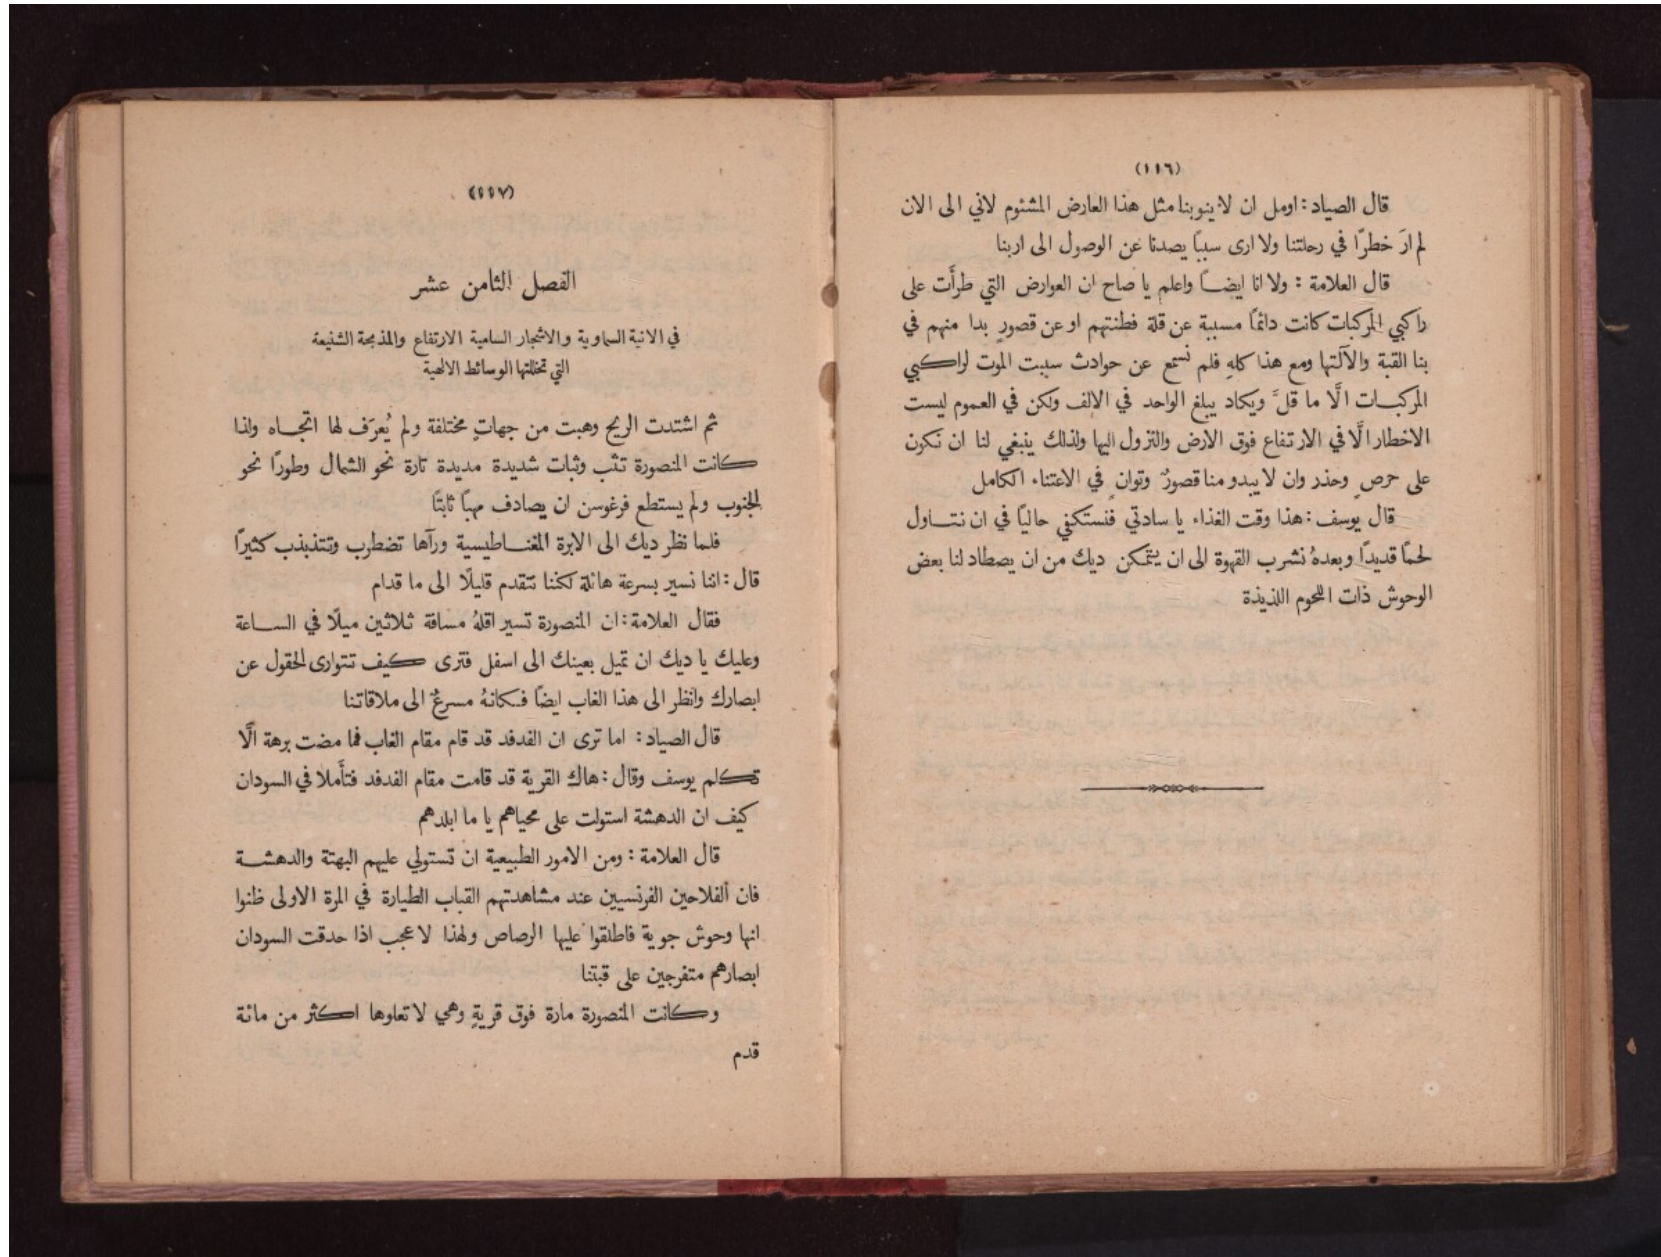 (١١٦)
قال الصياد : اومل ان لا ينوبنا مثل هذا العارض المشئوم لاني الى الان
لم ارَ خطرًا في رحلتنا ولا ارى سببًا يصدنا عن الوصول الى اربنا
قال العلامة : ولا انا ايضًا واعلم يا صاح ان العوارض التي طرأَت على
راكبي المركبات كانت دائمًا مسببة عن قلة فطنتهم او عن قصورٍ بدا منهم في
بنا القبة والآلتها ومع هذا كلهِ فلم نسمع عن حوادث سببت الموت لراكبي
المركبات الَّا ما قلَّ ويكاد يبلغ الواحد في الالف ولكن في العموم ليست
الاخطار الَّا في الارتفاع فوق الارض والنزول اليها ولذلك ينبغي لنا ان نكون
على حرصٍ وحذر وان لا يبدو منا قصورٌ وتوانٍ في الاعتناء الكامل
قال يوسف : هذا وقت الغذاء يا سادتي فنستكفي حاليًا في ان نتناول
لحمًا قديدًا وبعدهُ نشرب القهوة الى ان يتمكن ديك من ان يصطاد لنا بعض
الوحوش ذات اللحوم اللذيذة
(١١٧)
الفصل الثامن عشر
في الانية السماوية والاشجار السامية الارتفاع والمذبحة الشنيعة
التي تخللتها الوسائط الالهية
ثم اشتدت الريح وهبت من جهاتٍ مختلفة ولم يُعرَف لها اتجاه ولذا
كانت المنصورة تثب وثبات شديدة مديدة تارة نحو الشمال وطورًا نحو
الجنوب ولم يستطع فرغوسن ان يصادف مهبًا ثابتًا
فلما نظر ديك الى الابرة المغناطيسية ورآها تضطرب وتتذبذب كثيرًا
قال : اننا نسير بسرعة هائلة لكننا نتقدم قليلًا الى ما قدام
فقال العلامة : ان المنصورة تسير اقلهُ مسافة ثلاثين ميلًا في الساعة
وعليك يا ديك ان تميل بعينك الى اسفل فترى كيف تتوارى الحقول عن
ابصارك وانظر الى هذا الغاب ايضًا فكانهُ مسرعٌ الى ملاقاتنا
قال الصياد : اما ترى ان الفدفد قد قام مقام الغاب فما مضت برهة الَّا
تكلم يوسف وقال : هاك القرية قد قامت مقام الفدفد فتأَملا في السودان
كيف ان الدهشة استولت على محياهم يا ما ابلدهم
قال العلامة : ومن الامور الطبيعية ان تستولي عليهم البهتة والدهشة
فان الفلاحين الفرنسيين عند مشاهدتهم القباب الطيارة في المرة الاولى ظنوا
انها وحوش جوية فاطلقوا عليها الرصاص ولهذا لا عجب اذا حدقت السودان
ابصارهم متفرجين على قبتنا
وكانت المنصورة مارة فوق قريةٍ وهي لا تعلوها اكثر من مائة
قدم